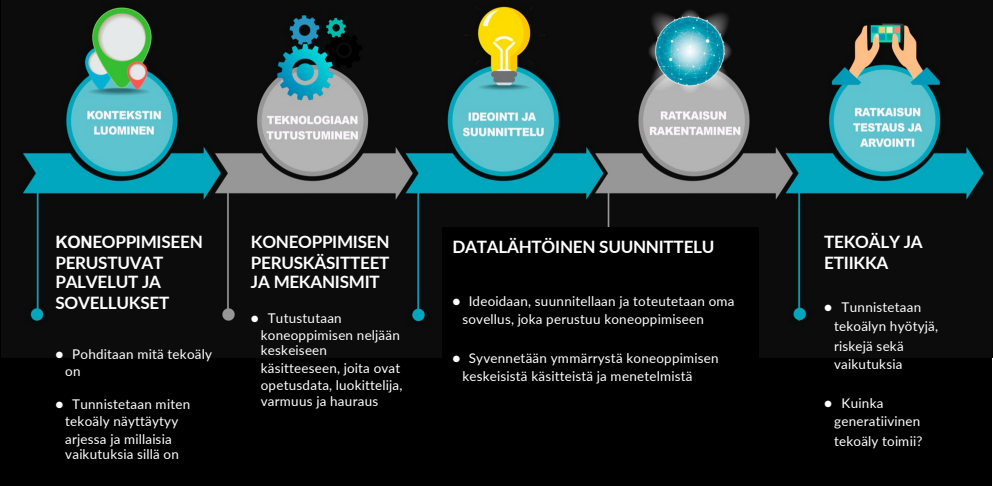 KONTEKSTIN
LUOMINEN
TEKNOLOGIAAN
TUTUSTUMINEN
IDEOINTI JA
SUUNNITTELU
RATKAISUN
RAKENTAMINEN
RATKAISUN
TESTAUS JA
ARVOINTI
KONEOPPIMISEEN
PERUSTUVAT
PALVELUT JA
SOVELLUKSET
● Pohditaan mitä tekoäly
on
● Tunnistetaan miten
tekoäly näyttäytyy
arjessa ja millaisia
vaikutuksia sillä on
KONEOPPIMISEN
PERUSKÄSITTEET
JA MEKANISMIT
● Tutustutaan
koneoppimisen neljään
keskeiseen
käsitteeseen, joita ovat
opetusdata, luokittelija,
varmuus ja hauraus
DATALÄHTÖINEN SUUNNITTELU
● Ideoidaan, suunnitellaan ja toteutetaan oma
sovellus, joka perustuu koneoppimiseen
● Syvennetään ymmärrystä koneoppimisen
keskeisistä käsitteistä ja menetelmistä
TEKOÄLY JA
ETIIKKA
● Tunnistetaan
tekoälyn hyötyjä,
riskejä sekä
vaikutuksia
● Kuinka
generatiivinen
tekoäly toimii?